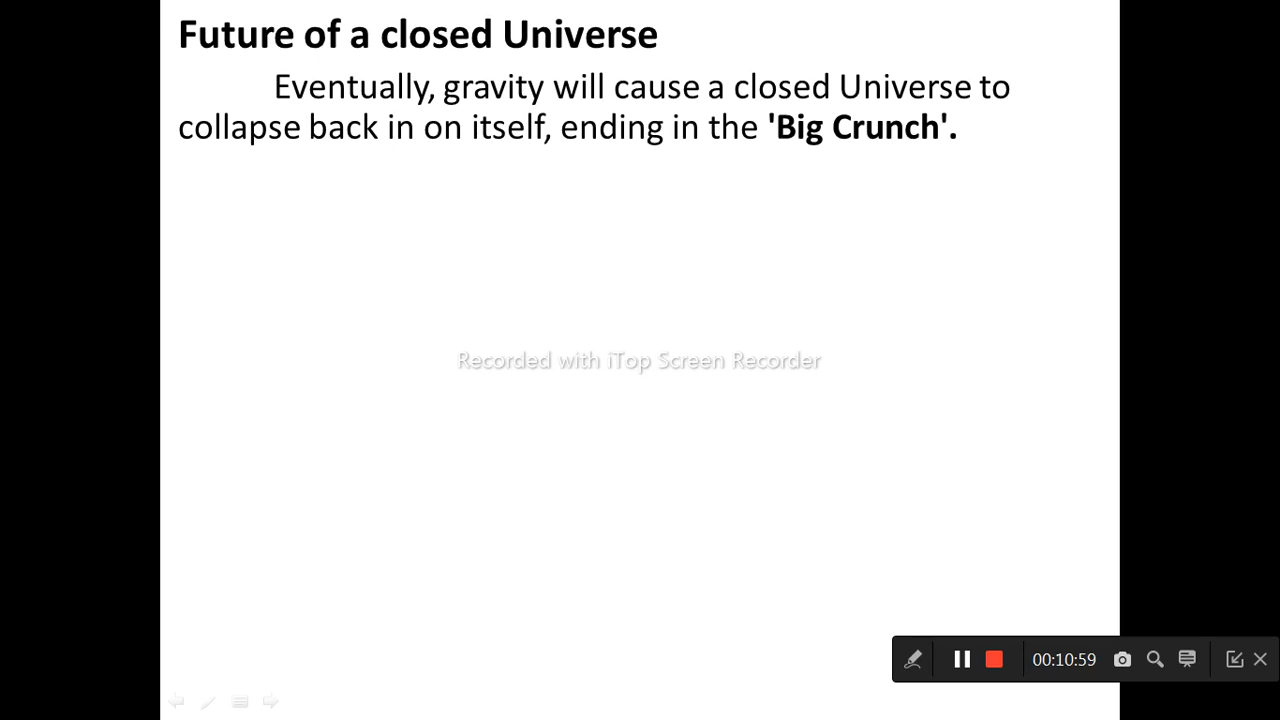 Future of a closed Universe
Eventually, gravity will cause a closed Universe to
collapse back in on itself, ending in the 'Big Crunch'.
Recorded with iTop Screen Recorder
00:10:59